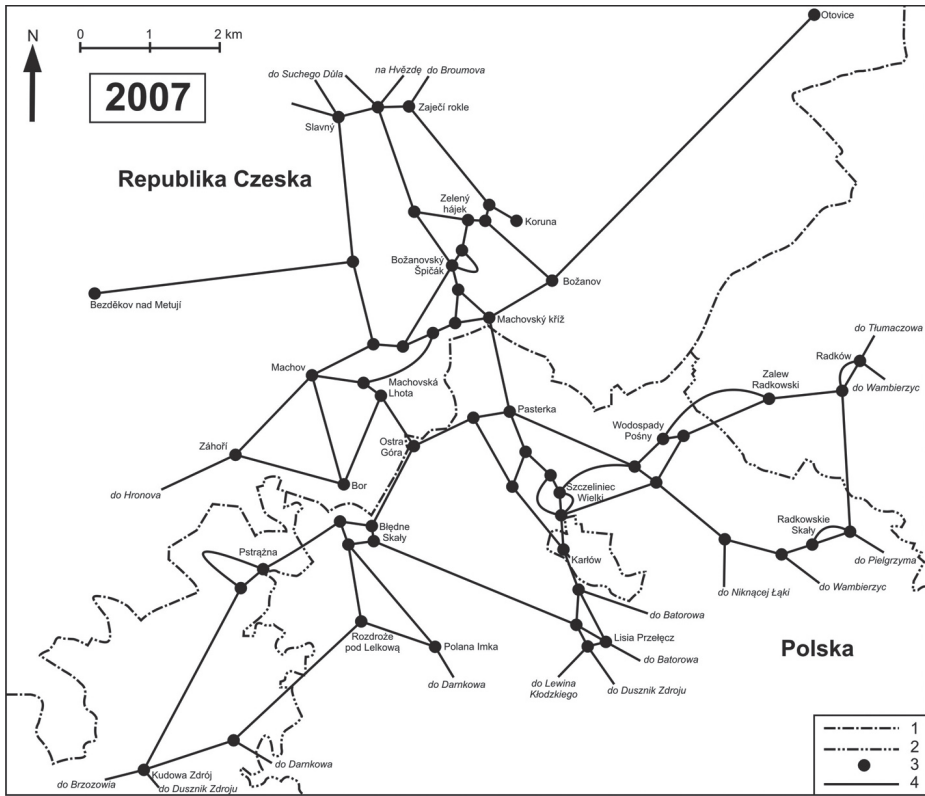 Otovice
N
0 1 2 km
2007
do Suchego Důla
na Hvězdę
do Broumova
Zaječí rokle
Slavný
Republika Czeska
Zelený
hájek
Koruna
Božanovský
Špičák
Božanov
Bezděkov nad Metují
Machovský kříž
do Tłumaczowa
Radków
Machov
Machovská
Lhota
Zalew
Radkowski
do Wambierzyc
Pasterka
Wodospady
Pośny
Záhoří
Ostra
Góra
do Hronova
Bor
Szczeliniec
Wielki
Błędne
Skały
Radkowskie
Skały
Pstrążna
Karłów
do Pielgrzyma
do Niknącej Łąki
do Wambierzyc
do Batorowa
Rozdroże
pod Lelkową
Polana Imka
Lisia Przełęcz
Polska
do Batorowa
do Darnkowa
do Lewina
Kłodzkiego
do Dusznik Zdroju
1
2
3
4
do Darnkowa
Kudowa Zdrój
do Brzozowia
do Dusznik Zdroju